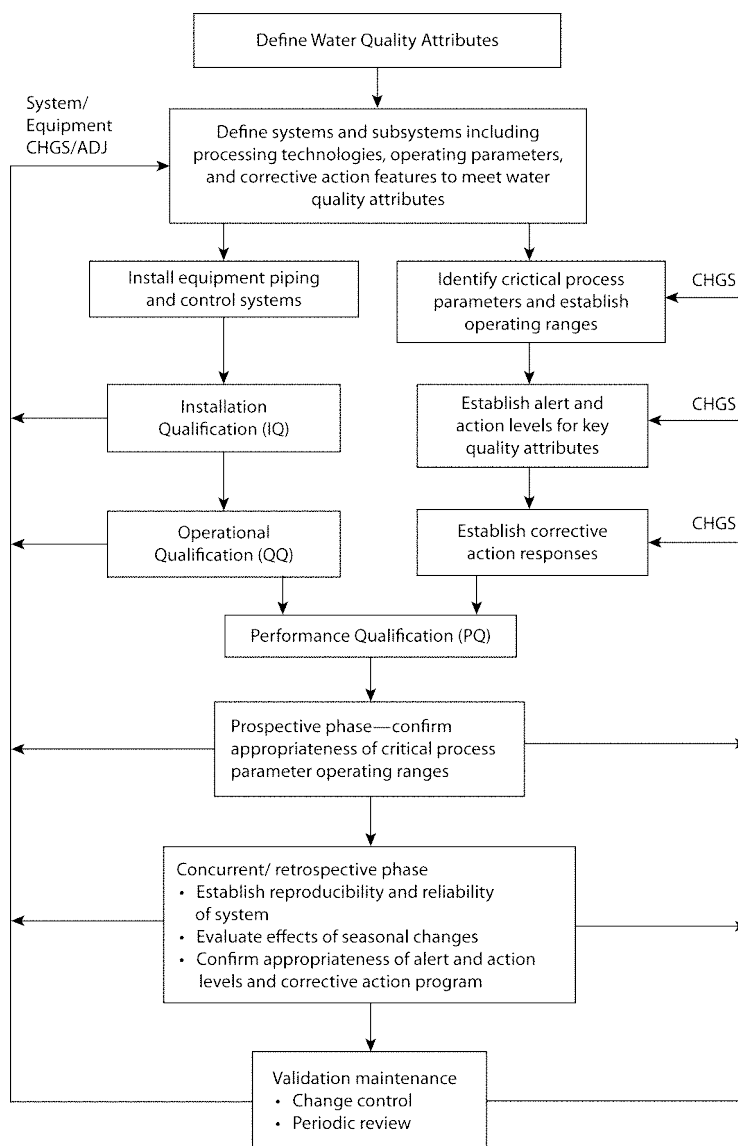 Define Water Quality Attributes
System/
Equipment
CHGS/ADJ
Define systems and subsystems including
processing technologies, operating parameters,
and corrective action features to meet water
quality attributes
Install equipment piping
and control systems
Identify crictical process
parameters and establish
operating ranges
CHGS
Installation
Qualification (IQ)
Establish alert and
action levels for key
quality attributes
CHGS
Operational
Qualification (QQ)
Establish corrective
action responses
CHGS
Performance Qualification (PQ)
Prospective phase—confirm
appropriateness of critical process
parameter operating ranges
Concurrent/ retrospective phase
• Establish reproducibility and reliability
of system
• Evaluate effects of seasonal changes
• Confirm appropriateness of alert and action
levels and corrective action program
Validation maintenance
• Change control
• Periodic review